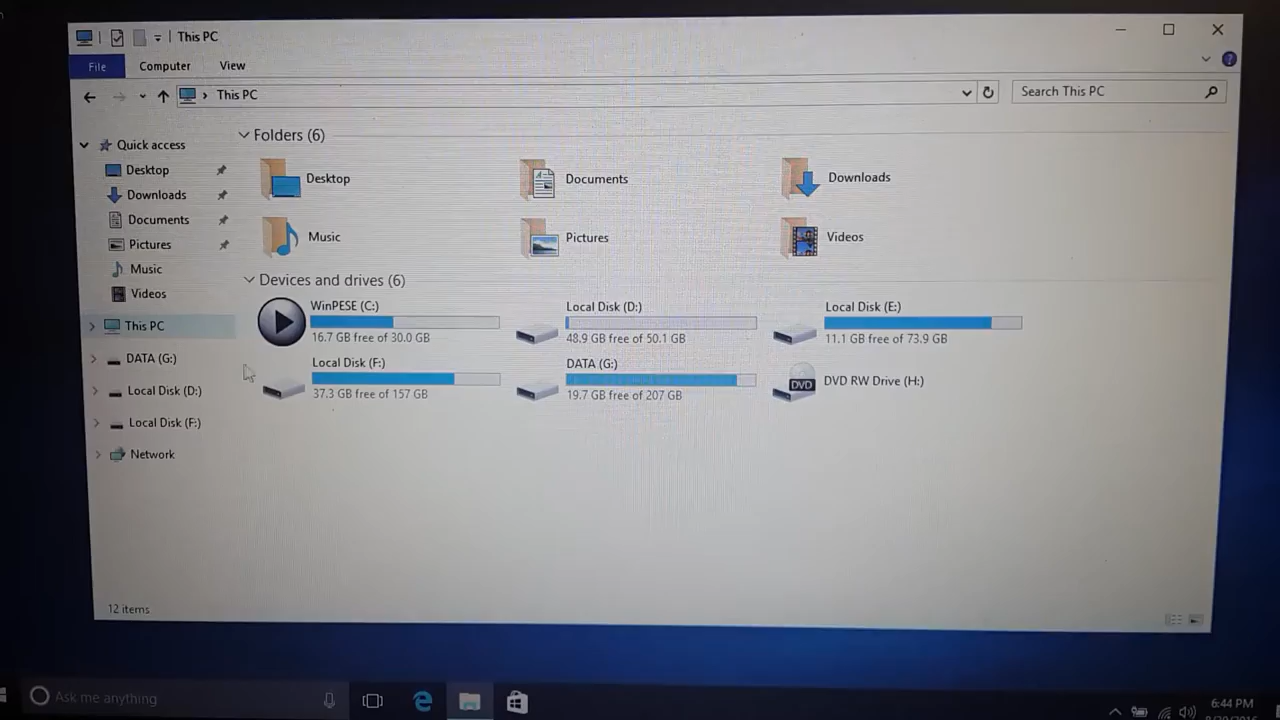 This PC
File Computer View
This PC
Search This PC
Quick access
Desktop
Downloads
Documents
Pictures
Music
Videos
This PC
DATA (G:)
Local Disk (D:)
Local Disk (F:)
Network
Folders (6)
Desktop
Documents
Downloads
Music
Pictures
Videos
Devices and drives (6)
WinPESE (C:)
16.7 GB free of 30.0 GB
Local Disk (D:)
48.9 GB free of 50.1 GB
Local Disk (E:)
11.1 GB free of 73.9 GB
Local Disk (F:)
37.3 GB free of 157 GB
DATA (G:)
19.7 GB free of 207 GB
DVD
DVD RW Drive (H:)
12 items
Ask me anything
6:44 PM